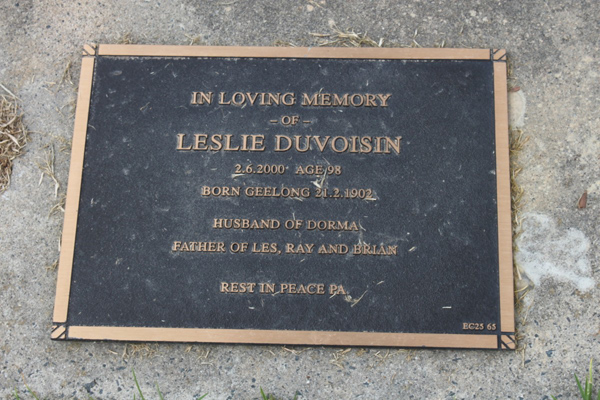 IN LOVING MEMORY
– OF –
LESLIE DUVOISIN
2.6.2000 AGE 98
BORN GEELONG 21.2.1902
HUSBAND OF DORMA
FATHER OF LES, RAY AND BRIAN
REST IN PEACE PA.
EG25 65